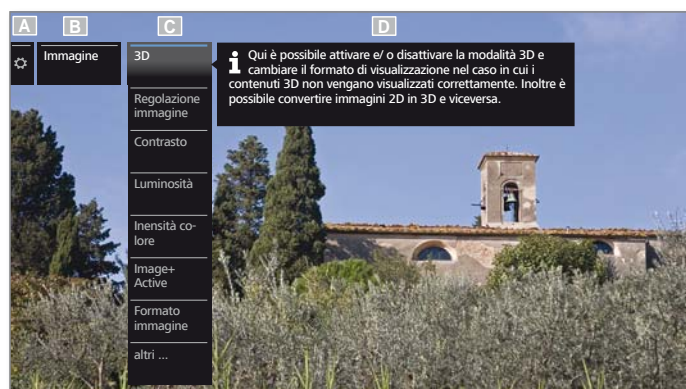 A B C D
Immagine
3D
Regolazione
immagine
Contrasto
Luminosità
Inensità co-
lore
Image+
Active
Formato
immagine
altri ...
i Qui è possibile attivare e/ o disattivare la modalità 3D e
cambiare il formato di visualizzazione nel caso in cui i
contenuti 3D non vengano visualizzati correttamente. Inoltre è
possibile convertire immagini 2D in 3D e viceversa.